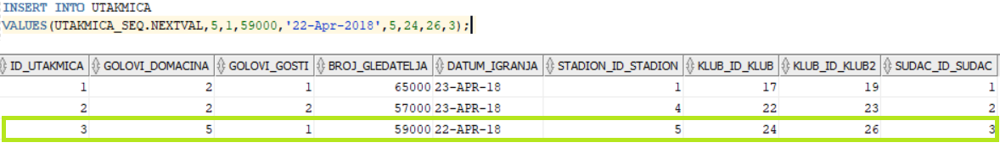 INSERT INTO UTAKMICA
VALUES(UTAKMICA_SEQ.NEXTVAL,5,1,59000,'22-Apr-2018',5,24,26,3);
ID_UTAKMICA GOLOVI_DOMACINA GOLOVI_GOSTI BROJ_GLEDATELJA DATUM_IGRANJA STADION_ID_STADION KLUB_ID_KLUB KLUB_ID_KLUB2 SUDAC_ID_SUDAC
1 2 1 65000 23-APR-18 1 17 19 1
2 2 2 57000 23-APR-18 4 22 23 2
3 5 1 59000 22-APR-18 5 24 26 3